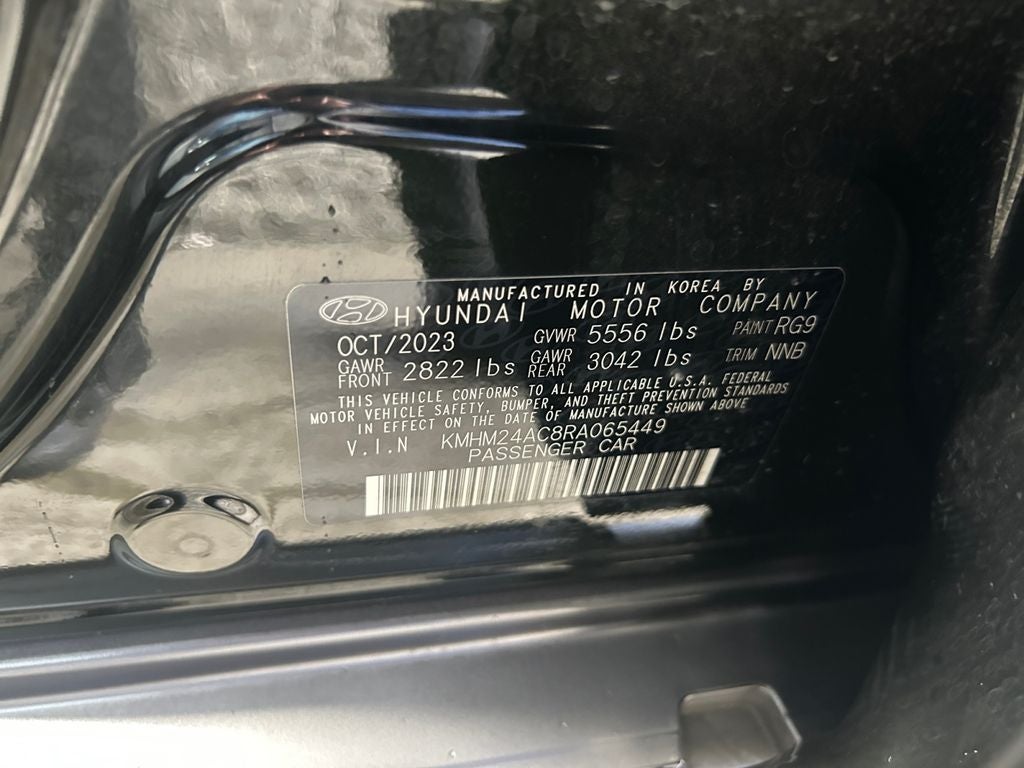 MANUFACTURED IN KOREA BY
HYUNDAI MOTOR COMPANY
OCT/2023 GVWR 5556 lbs PAINT RG9
GAWR FRONT 2822 lbs GAWR REAR 3042 lbs TRIM NNB
THIS VEHICLE CONFORMS TO ALL APPLICABLE U.S.A. FEDERAL
MOTOR VEHICLE SAFETY, BUMPER, AND THEFT PREVENTION STANDARDS
IN EFFECT ON THE DATE OF MANUFACTURE SHOWN ABOVE
V.I.N KMHM24AC8RA065449
PASSENGER CAR